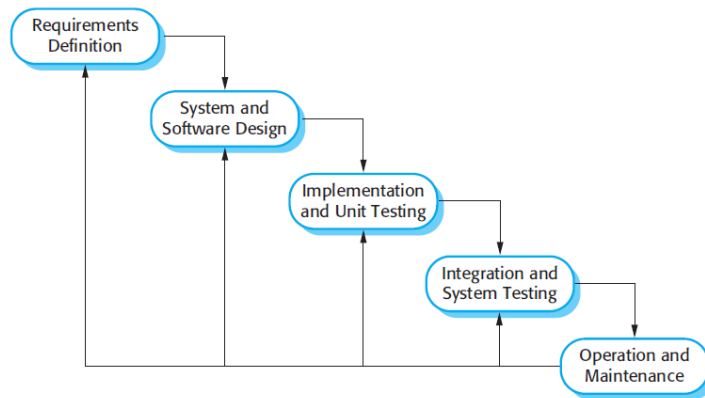 Requirements
Definition
System and
Software Design
Implementation
and Unit Testing
Integration and
System Testing
Operation and
Maintenance